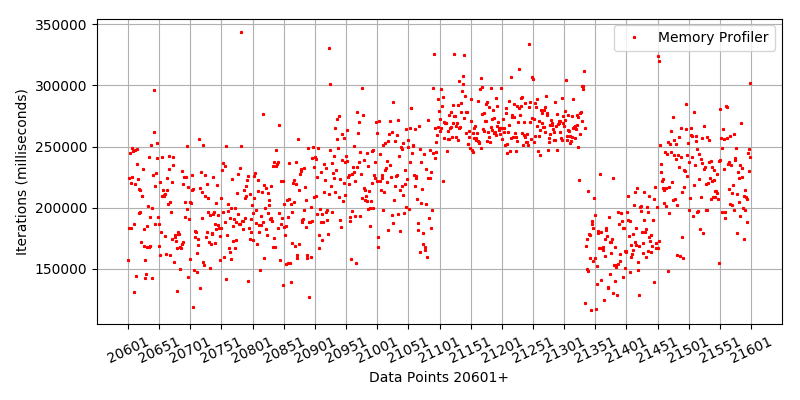 350000
300000
250000
200000
150000
Iterations (milliseconds)
Memory Profiler
20601 20651 20701 20751 20801 20851 20901 20951 21001 21051 21101 21151 21201 21251 21301 21351 21401 21451 21501 21551 21601
Data Points 20601+